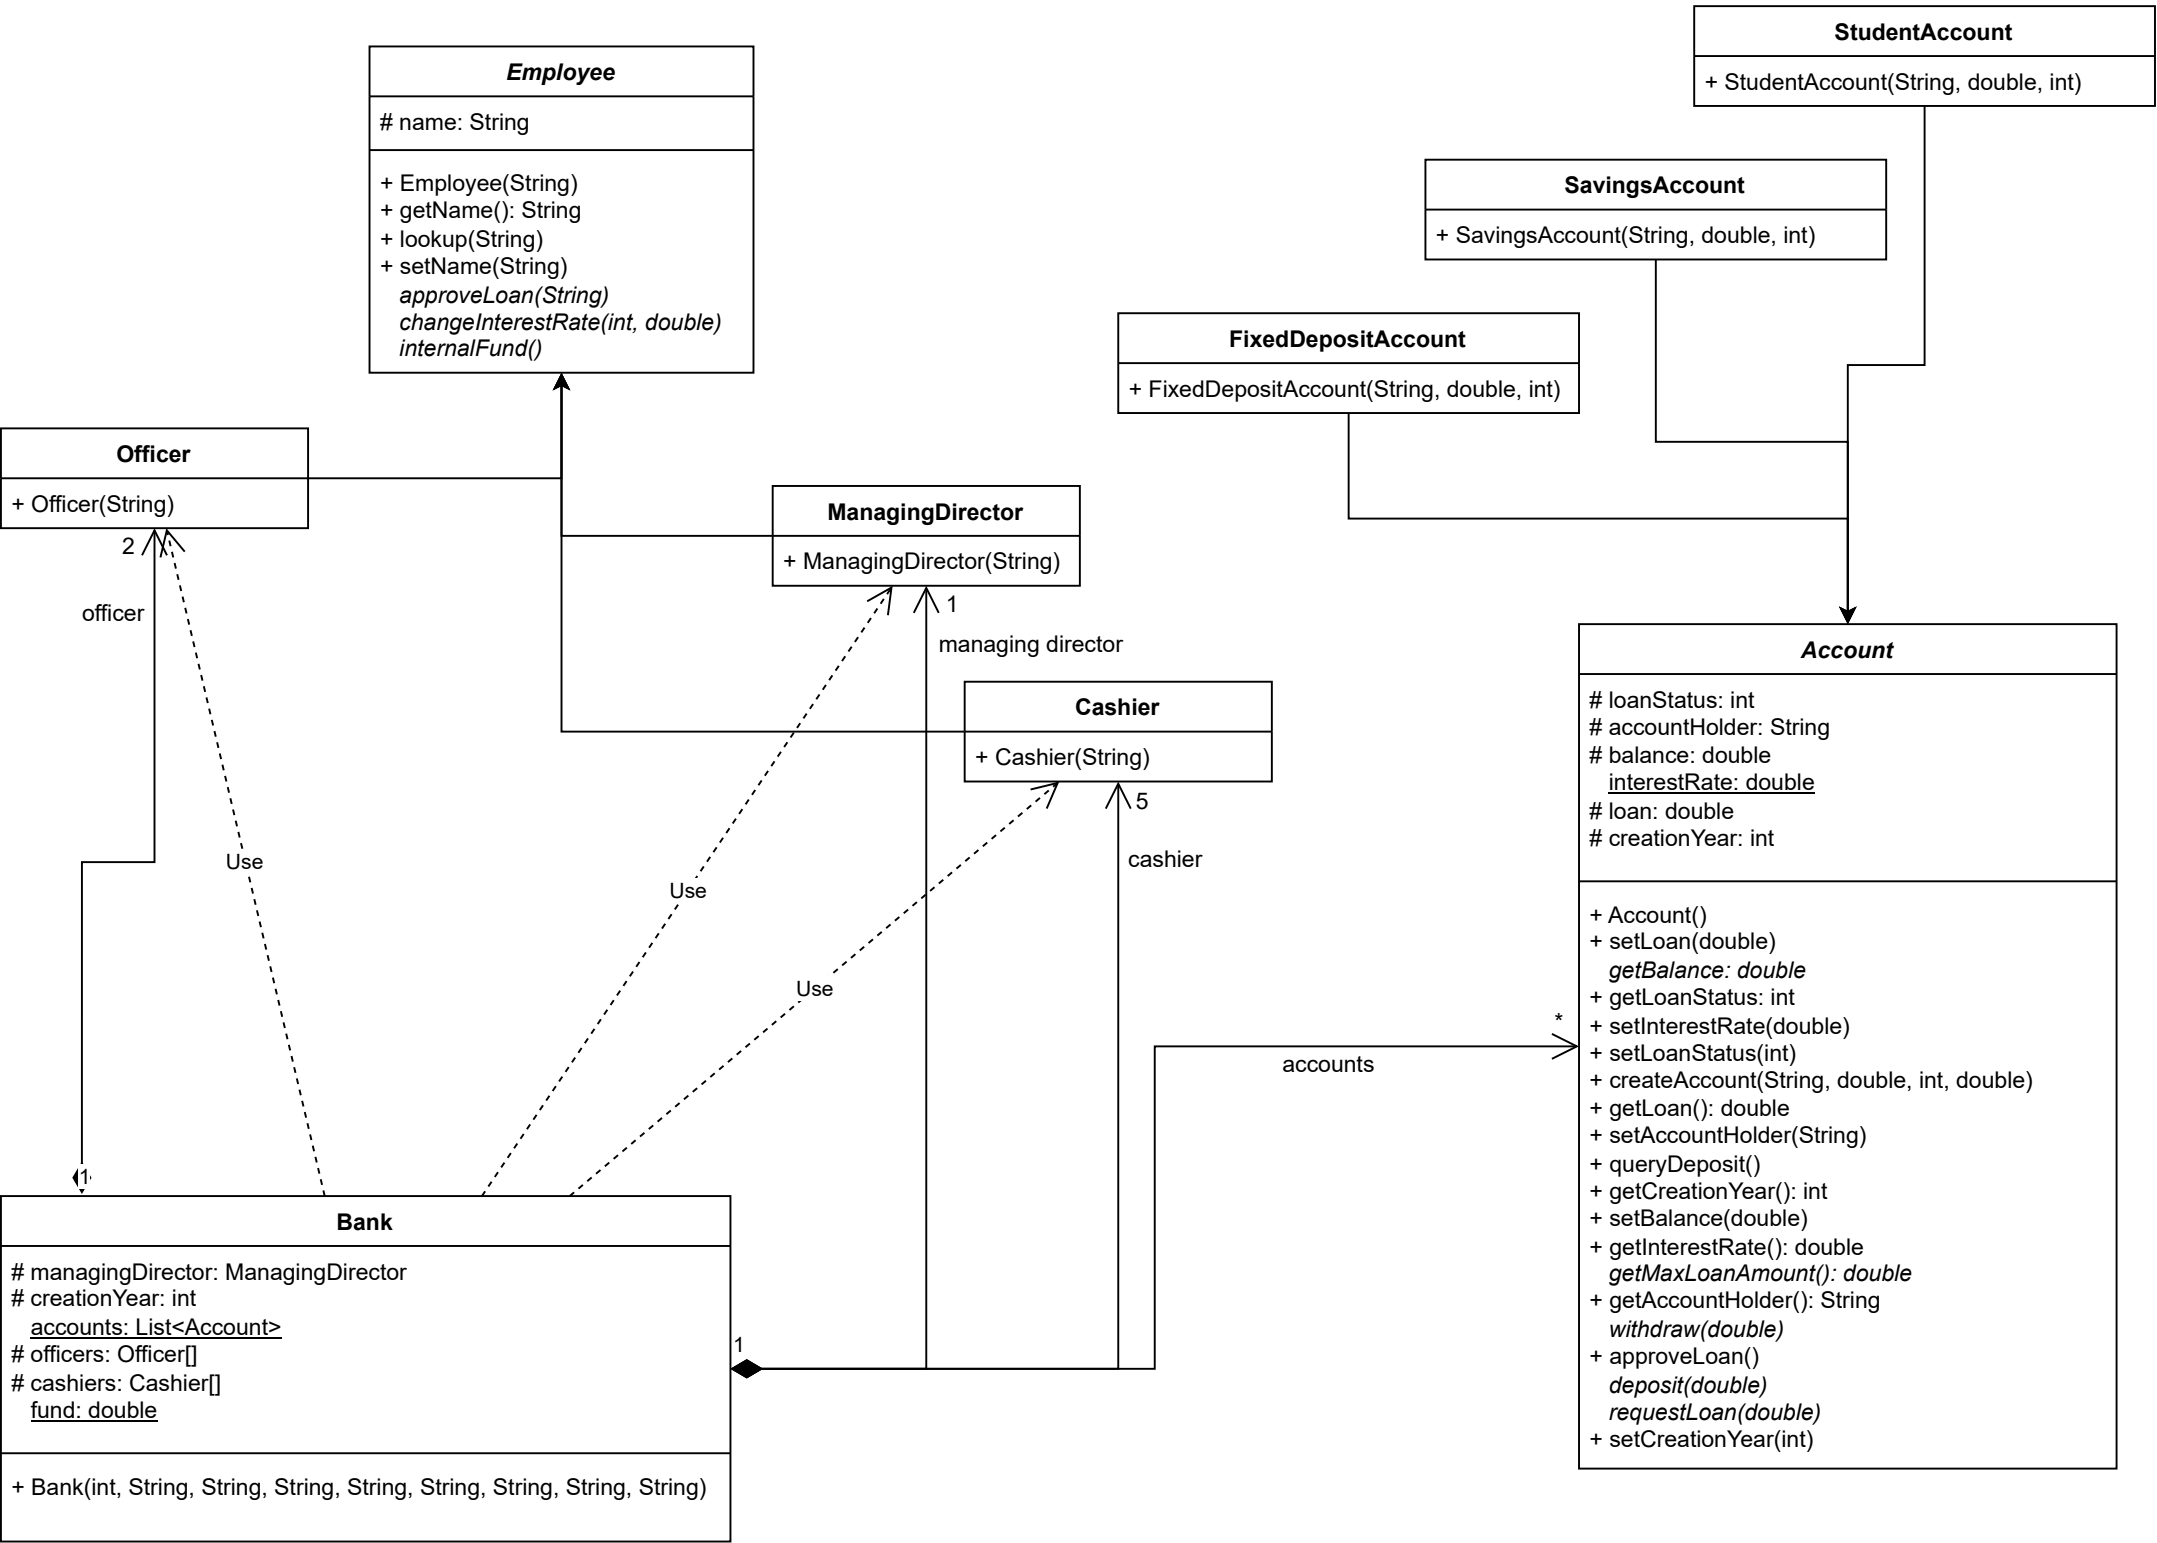 StudentAccount
+ StudentAccount(String, double, int)
Employee
# name: String
+ Employee(String)
+ getName(): String
+ lookup(String)
+ setName(String)
approveLoan(String)
changeInterestRate(int, double)
internalFund()
SavingsAccount
+ SavingsAccount(String, double, int)
FixedDepositAccount
+ FixedDepositAccount(String, double, int)
Officer
+ Officer(String)
2
officer
ManagingDirector
+ ManagingDirector(String)
1
managing director
Cashier
+ Cashier(String)
5
cashier
Use
Use
Use
Account
# loanStatus: int
# accountHolder: String
# balance: double
interestRate: double
# loan: double
# creationYear: int
+ Account()
+ setLoan(double)
getBalance: double
+ getLoanStatus: int
+ setInterestRate(double)
+ setLoanStatus(int)
+ createAccount(String, double, int, double)
+ getLoan(): double
+ setAccountHolder(String)
+ queryDeposit()
+ getCreationYear(): int
+ setBalance(double)
+ getInterestRate(): double
getMaxLoanAmount(): double
+ getAccountHolder(): String
withdraw(double)
+ approveLoan()
deposit(double)
requestLoan(double)
+ setCreationYear(int)
*
accounts
1
Bank
# managingDirector: ManagingDirector
# creationYear: int
accounts: List<Account>
# officers: Officer[]
# cashiers: Cashier[]
fund: double
1
+ Bank(int, String, String, String, String, String, String, String, String)